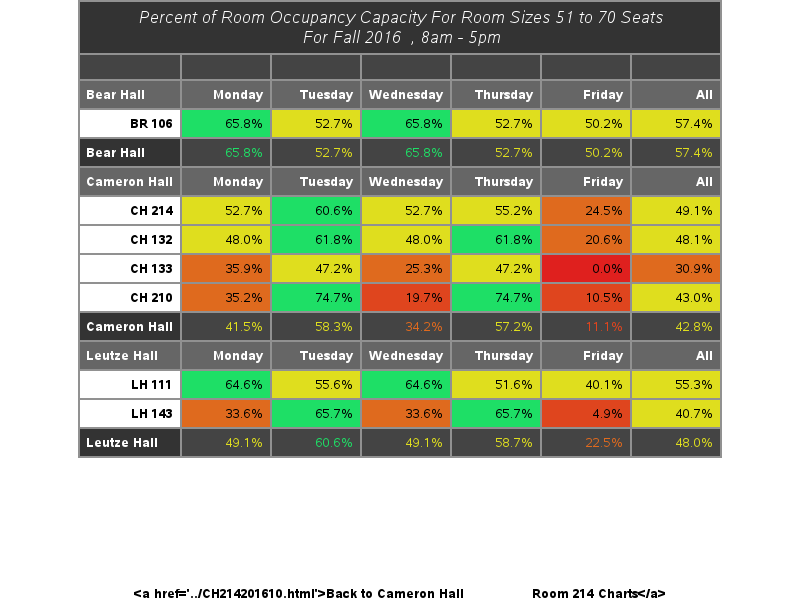 Percent of Room Occupancy Capacity For Room Sizes 51 to 70 Seats
For Fall 2016 , 8am - 5pm
Bear Hall Monday Tuesday Wednesday Thursday Friday All
BR 106 65.8% 52.7% 65.8% 52.7% 50.2% 57.4%
Bear Hall 65.8% 52.7% 65.8% 52.7% 50.2% 57.4%
Cameron Hall Monday Tuesday Wednesday Thursday Friday All
CH 214 52.7% 60.6% 52.7% 55.2% 24.5% 49.1%
CH 132 48.0% 61.8% 48.0% 61.8% 20.6% 48.1%
CH 133 35.9% 47.2% 25.3% 47.2% 0.0% 30.9%
CH 210 35.2% 74.7% 19.7% 74.7% 10.5% 43.0%
Cameron Hall 41.5% 58.3% 34.2% 57.2% 11.1% 42.8%
Leutze Hall Monday Tuesday Wednesday Thursday Friday All
LH 111 64.6% 55.6% 64.6% 51.6% 40.1% 55.3%
LH 143 33.6% 65.7% 33.6% 65.7% 4.9% 40.7%
Leutze Hall 49.1% 60.6% 49.1% 58.7% 22.5% 48.0%
<a href='../CH214201610.html'>Back to Cameron Hall Room 214 Charts</a>